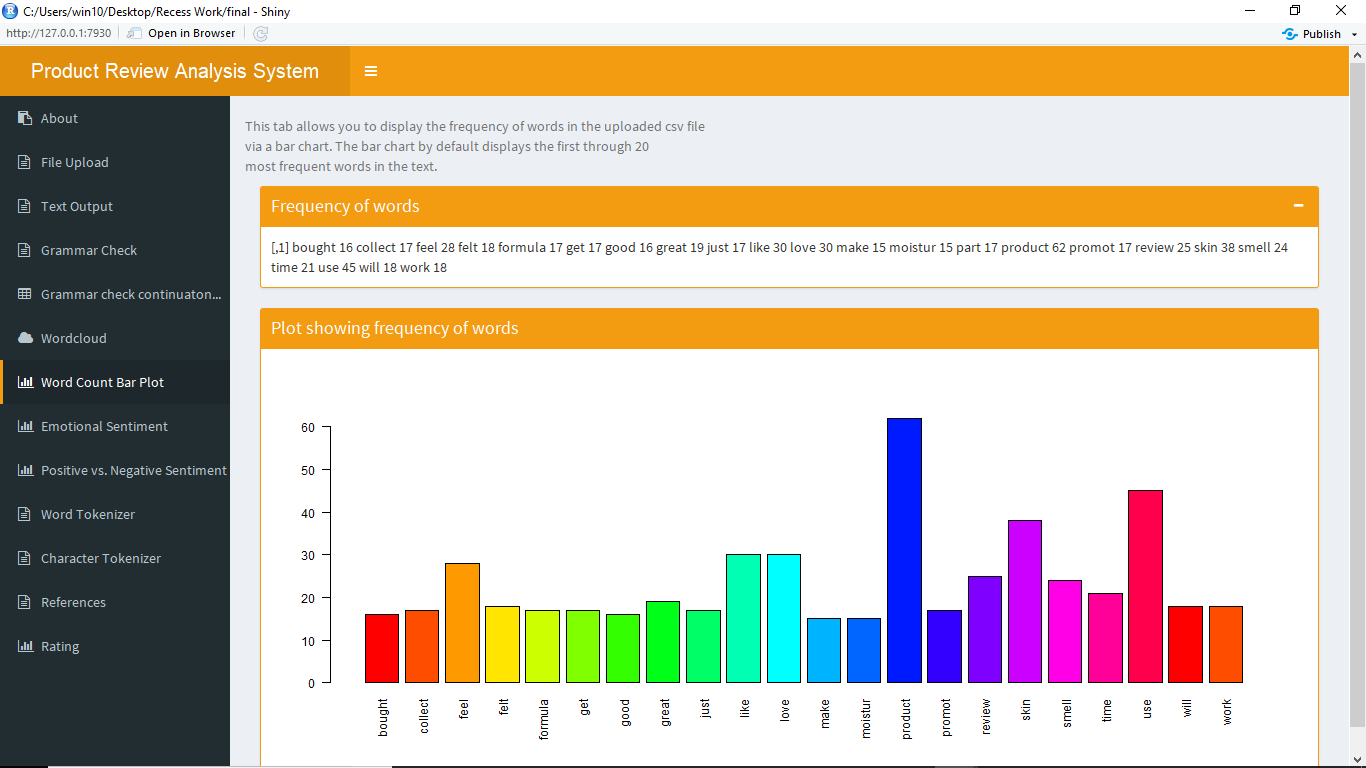 C:/Users/win10/Desktop/Recess Work/final - Shiny
http://127.0.0.1:7930
Open in Browser
Publish
Product Review Analysis System
About
File Upload
Text Output
Grammar Check
Grammar check continuaton...
Wordcloud
Word Count Bar Plot
Emotional Sentiment
Positive vs. Negative Sentiment
Word Tokenizer
Character Tokenizer
References
Rating
This tab allows you to display the frequency of words in the uploaded csv file
via a bar chart. The bar chart by default displays the first through 20
most frequent words in the text.
Frequency of words
[,1] bought 16 collect 17 feel 28 felt 18 formula 17 get 17 good 16 great 19 just 17 like 30 love 30 make 15 moistur 15 part 17 product 62 promot 17 review 25 skin 38 smell 24
time 21 use 45 will 18 work 18
Plot showing frequency of words
60
50
40
30
20
10
0
bought
collect
feel
felt
formula
get
good
great
just
like
love
make
moistur
product
promot
review
skin
smell
time
use
will
work